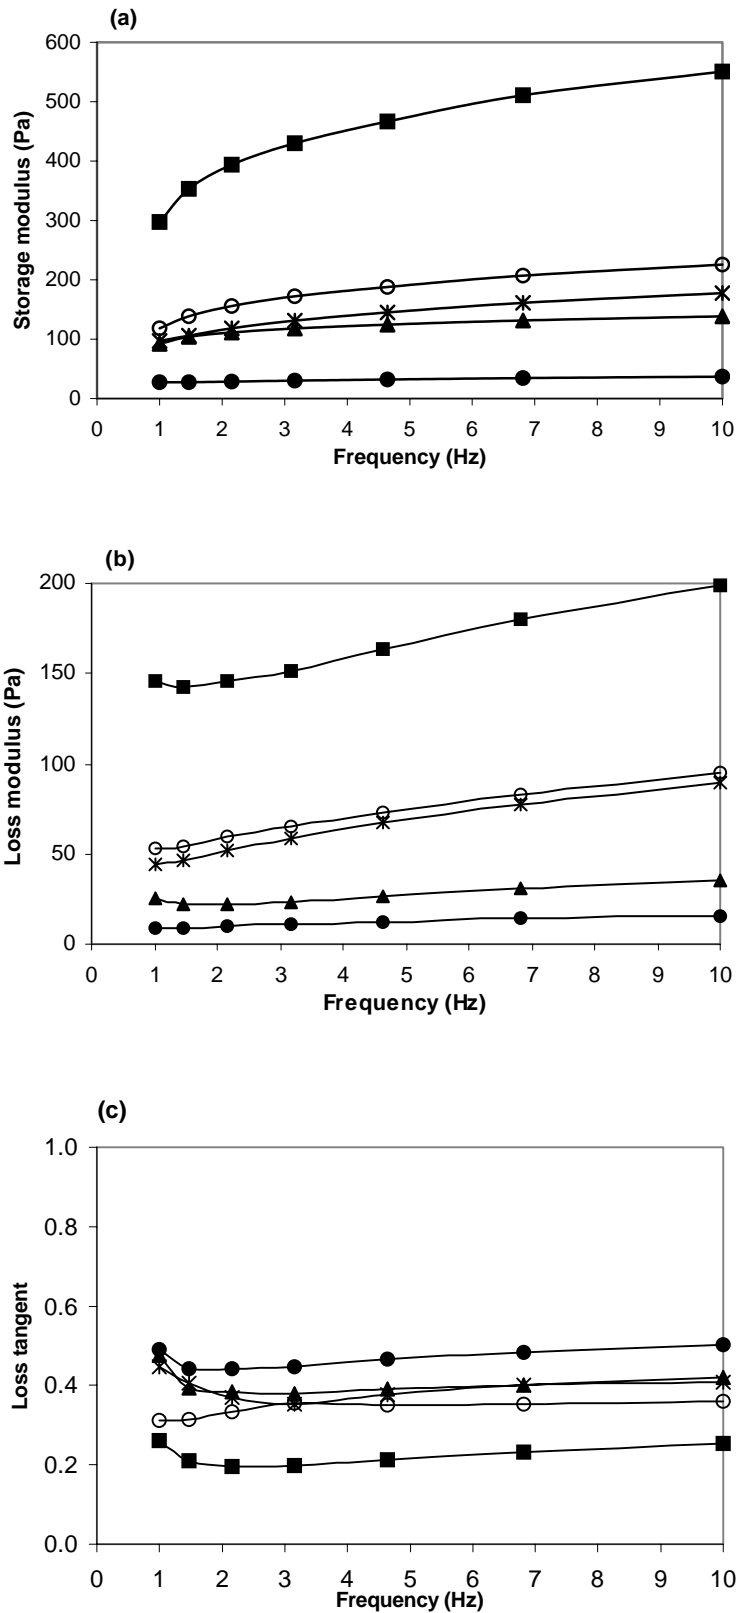 (a)
600
500
400
300
200
100
0
Storage modulus (Pa)
0 1 2 3 4 5 6 7 8 9 10
Frequency (Hz)
(b)
200
150
100
50
0
Loss modulus (Pa)
0 1 2 3 4 5 6 7 8 9 10
Frequency (Hz)
(c)
1.0
0.8
0.6
0.4
0.2
0.0
Loss tangent
0 1 2 3 4 5 6 7 8 9 10
Frequency (Hz)